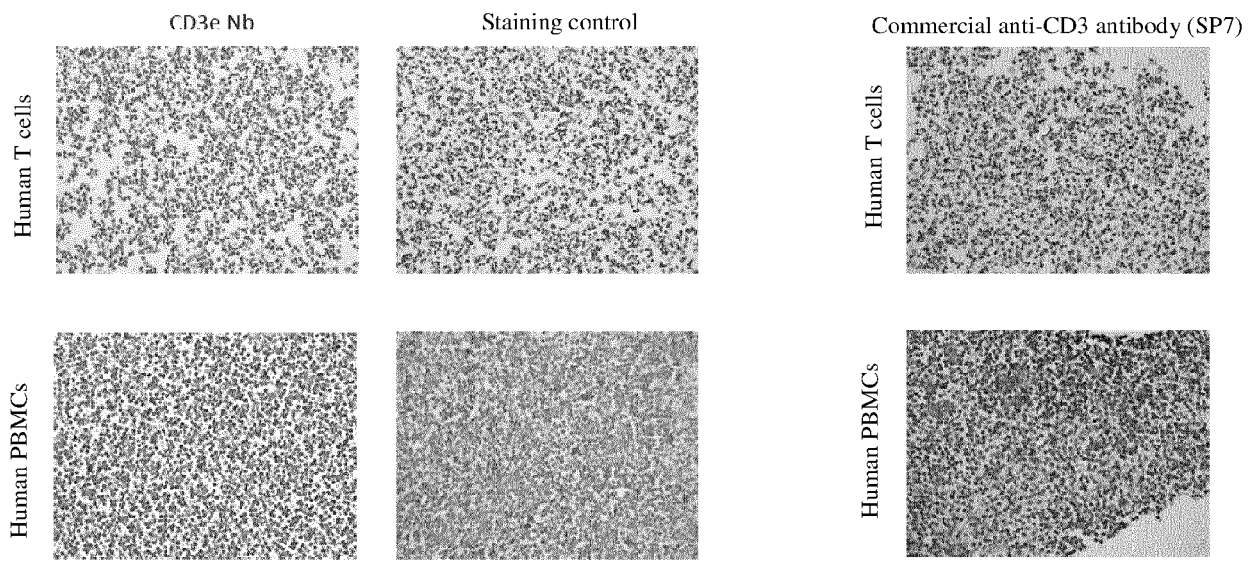 CD3e Nb
Staining control
Commercial anti-CD3 antibody (SP7)
Human T cells
Human T cells
Human PBMCs
Human PBMCs